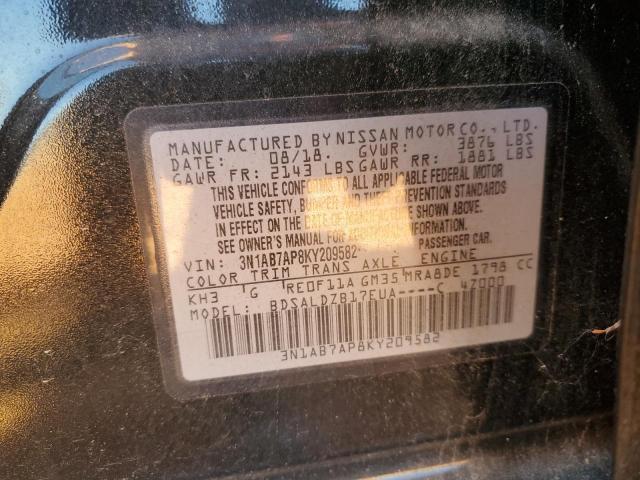 MANUFACTURED BY NISSAN MOTOR CO., LTD.
DATE: 08/18. GVWR: 3876 LBS
GAWR FR: 2143 LBS GAWR RR: 1881 LBS
THIS VEHICLE CONFORMS TO ALL APPLICABLE FEDERAL MOTOR
VEHICLE SAFETY, BUMPER AND THEFT PREVENTION STANDARDS
IN EFFECT ON THE DATE OF MANUFACTURE SHOWN ABOVE.
SEE OWNER'S MANUAL FOR ADDITIONAL INFORMATION.
VIN: 3N1AB7AP8KY209582 PASSENGER CAR.
COLOR TRIM TRANS AXLE ENGINE
KH3 G RE0F11A GM35 MRA8DE 1798 CC
MODEL: BDSALDZB17EUA----C 4Z000
3N1AB7AP8KY209582